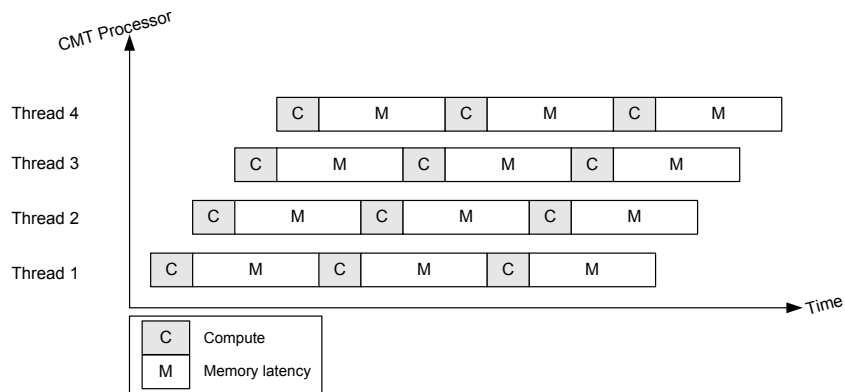 CMT Processor
Thread 4 C M C M C M
Thread 3 C M C M C M
Thread 2 C M C M C M
Thread 1 C M C M C M
Time
C Compute
M Memory latency